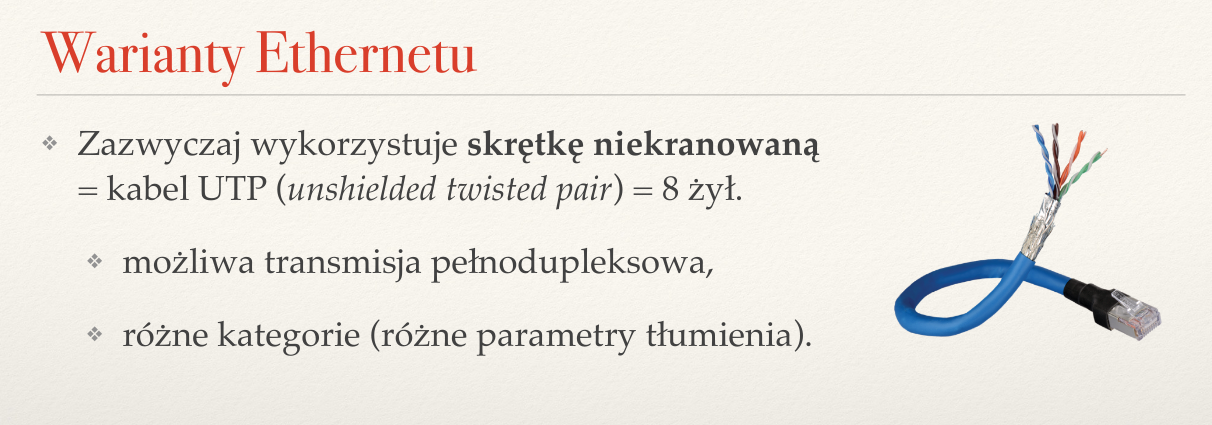 Warianty Ethernetu
❖ Zazwyczaj wykorzystuje skrętkę niekranowaną
= kabel UTP (unshielded twisted pair) = 8 żył.
❖ możliwa transmisja pełnodupleksowa,
❖ różne kategorie (różne parametry tłumienia).